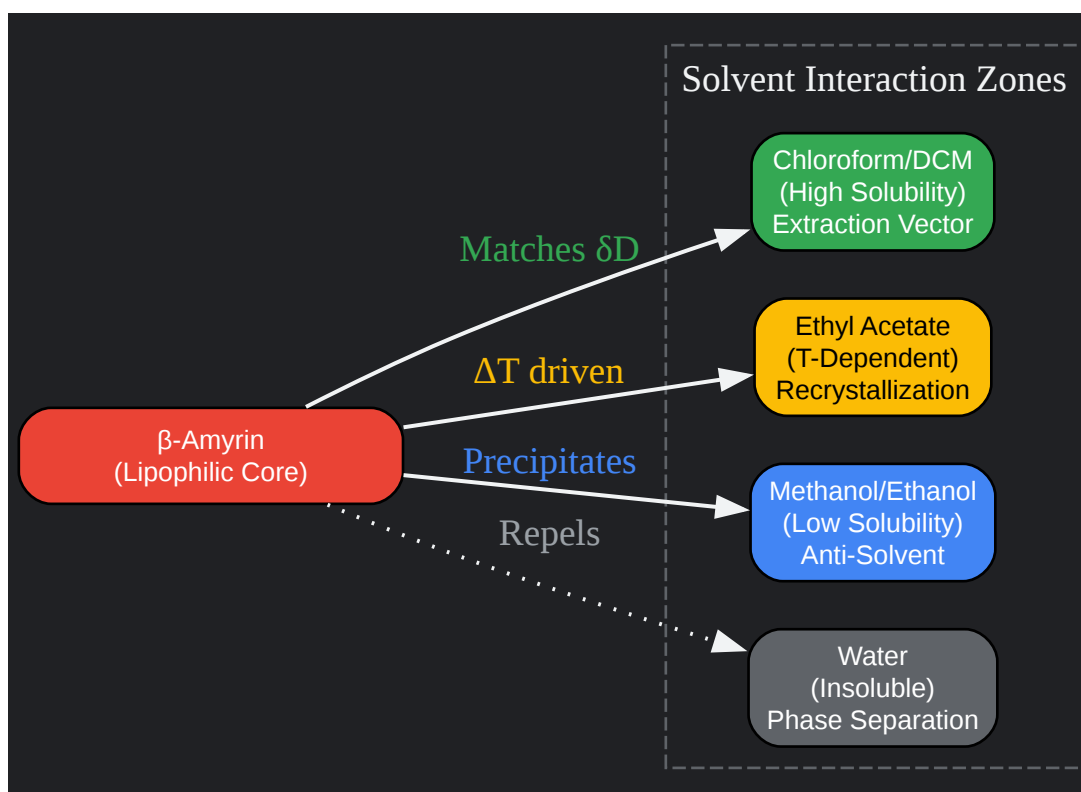 Solvent Interaction Zones
Chloroform/DCM
(High Solubility)
Extraction Vector
Matches δD
Ethyl Acetate
(T-Dependent)
Recrystallization
ΔT driven
β-Amyrin
(Lipophilic Core)
Precipitates
Methanol/Ethanol
(Low Solubility)
Anti-Solvent
Repels
Water
(Insoluble)
Phase Separation